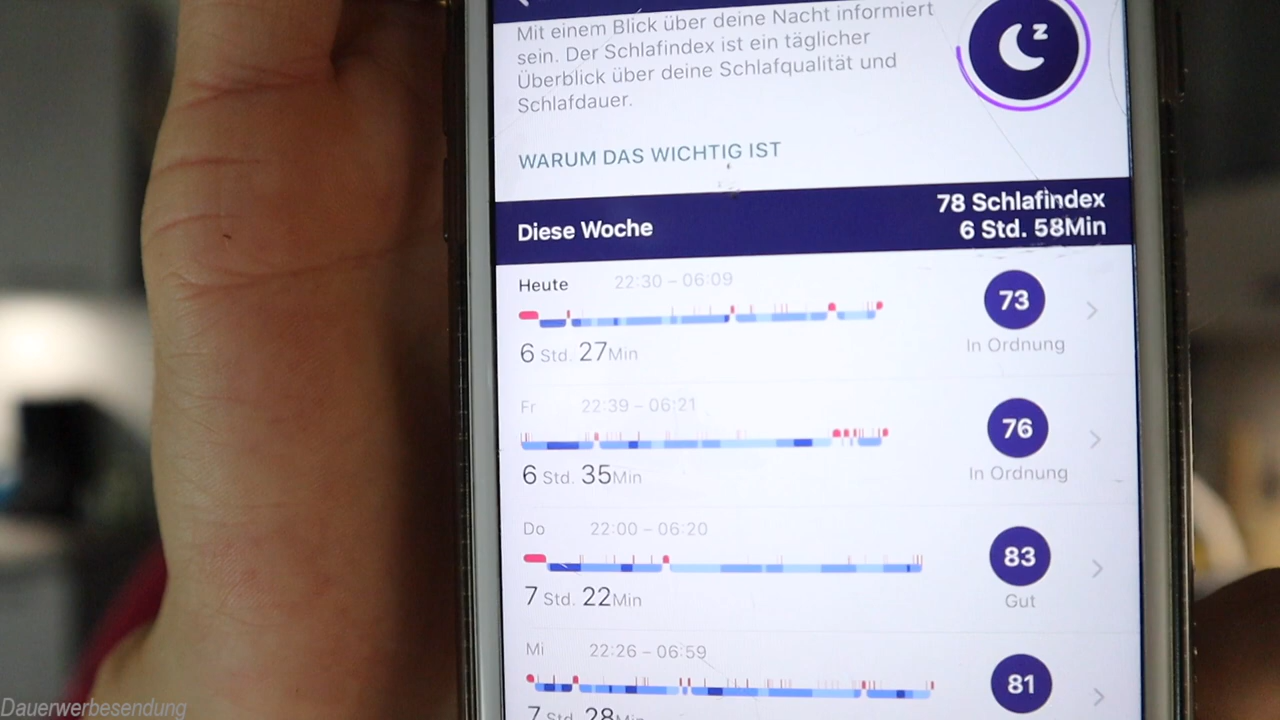 Mit einem Blick über deine Nacht informiert
sein. Der Schlafindex ist ein täglicher
Überblick über deine Schlafqualität und
Schlafdauer.
z
WARUM DAS WICHTIG IST
Diese Woche
78 Schlafindex
6 Std. 58Min
Heute 22:30 – 06:09
73
In Ordnung
6 Std. 27Min
Fr 22:39 – 06:21
76
In Ordnung
6 Std. 35Min
Do 22:00 – 06:20
83
Gut
7 Std. 22Min
Mi 22:26 – 06:59
81
7 Std. 28Min
Dauerwerbesendung